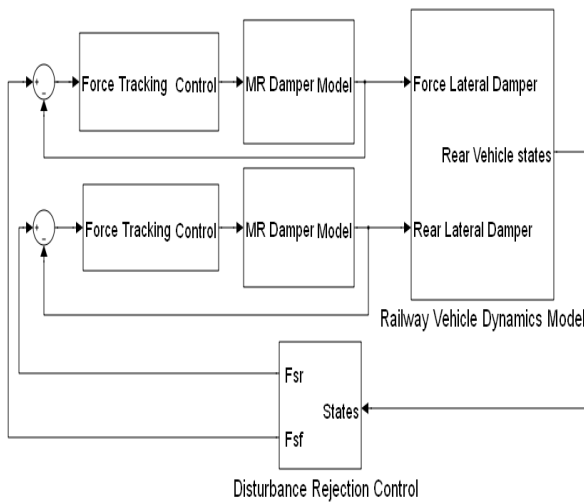 +
−
Force Tracking Control
MR Damper Model
Force Lateral Damper
Rear Vehicle states
+
−
Force Tracking Control
MR Damper Model
Rear Lateral Damper
Railway Vehicle Dynamics Model
Fsr
States
Fsf
Disturbance Rejection Control